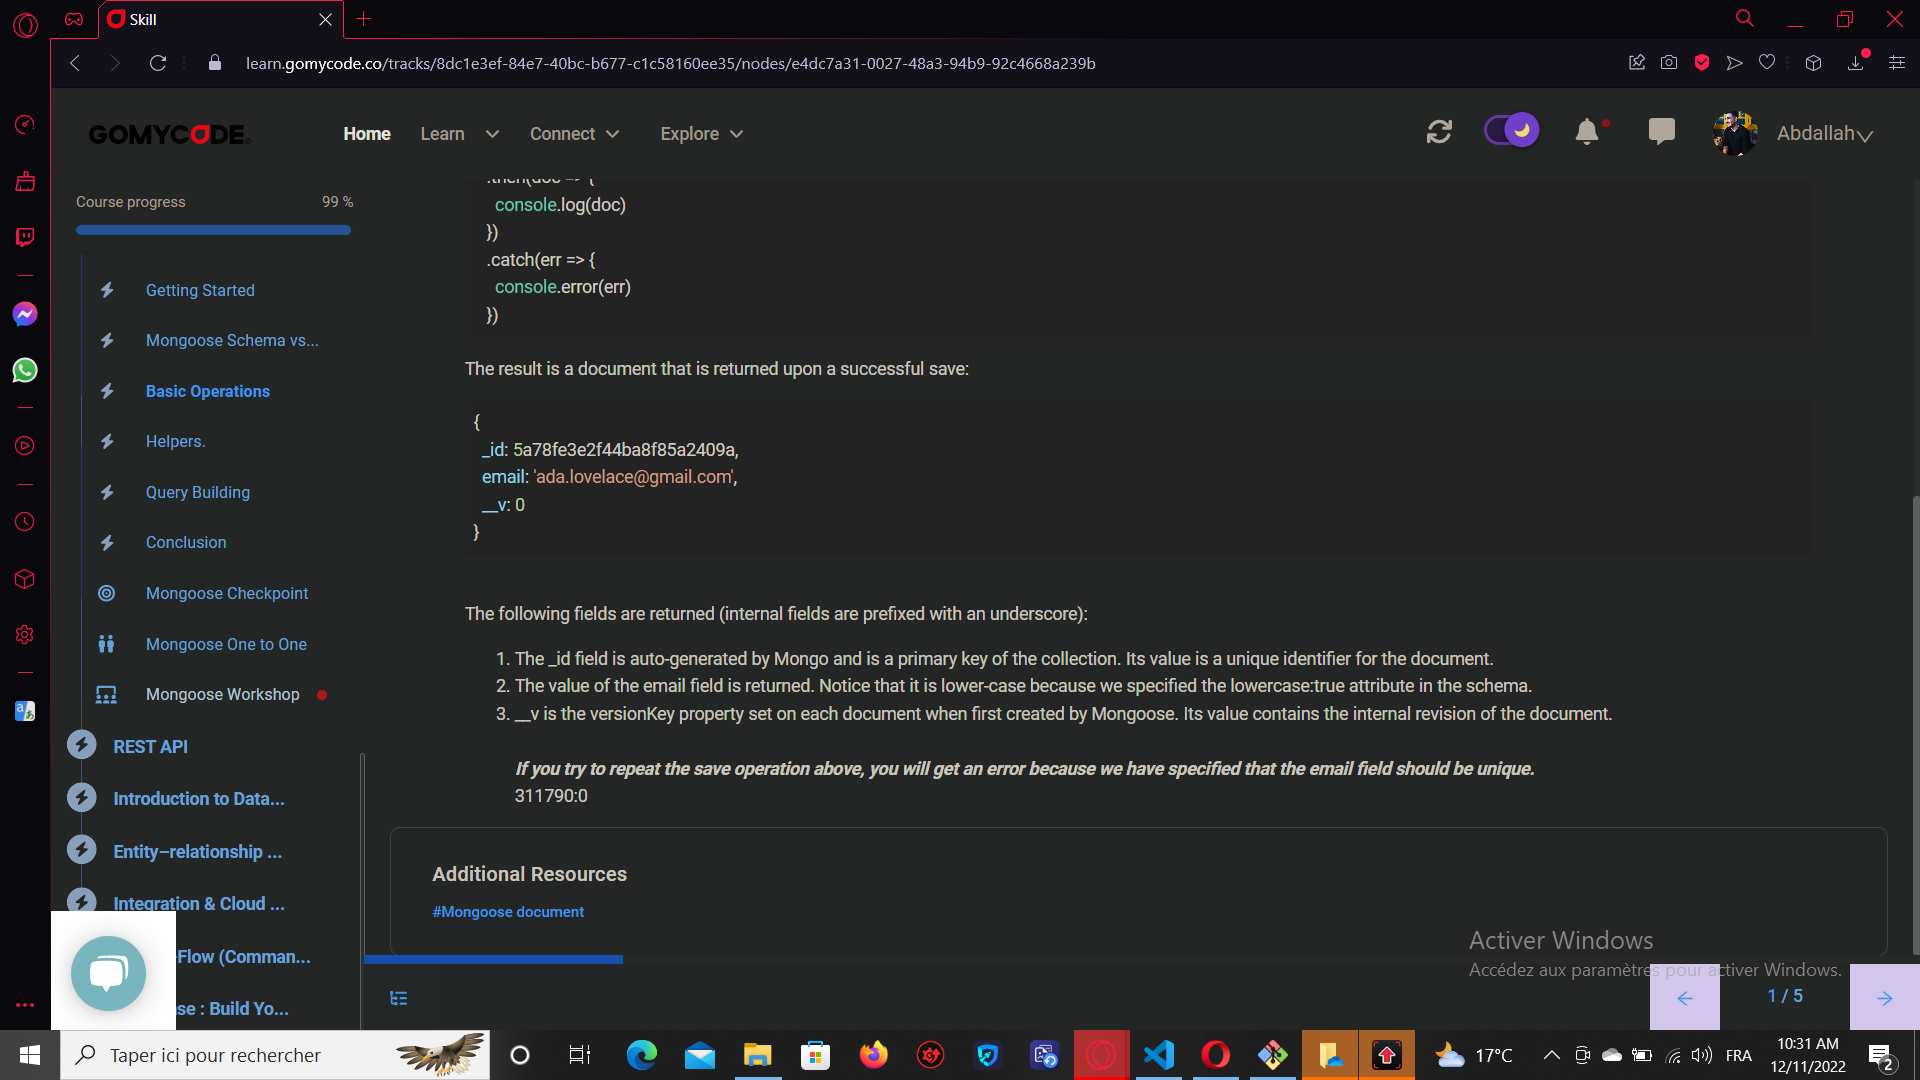 Skill
learn.gomycode.co/tracks/8dc1e3ef-84e7-40bc-b677-c1c58160ee35/nodes/e4dc7a31-0027-48a3-94b9-92c4668a239b
GOMYCODE
Home
Learn
Connect
Explore
Abdallah
Course progress
99 %
Getting Started
Mongoose Schema vs...
Basic Operations
Helpers.
Query Building
Conclusion
Mongoose Checkpoint
Mongoose One to One
Mongoose Workshop
REST API
Introduction to Data...
Entity–relationship ...
Integration & Cloud ...
-Flow (Comman...
se : Build Yo...
.then(doc => {
console.log(doc)
})
.catch(err => {
console.error(err)
})
The result is a document that is returned upon a successful save:
{
_id: 5a78fe3e2f44ba8f85a2409a,
email: 'ada.lovelace@gmail.com',
__v: 0
}
The following fields are returned (internal fields are prefixed with an underscore):
1. The _id field is auto-generated by Mongo and is a primary key of the collection. Its value is a unique identifier for the document.
2. The value of the email field is returned. Notice that it is lower-case because we specified the lowercase:true attribute in the schema.
3. __v is the versionKey property set on each document when first created by Mongoose. Its value contains the internal revision of the document.
If you try to repeat the save operation above, you will get an error because we have specified that the email field should be unique.
311790:0
Additional Resources
#Mongoose document
Activer Windows
Accédez aux paramètres pour activer Windows.
1 / 5
Taper ici pour rechercher
17°C
FRA
10:31 AM
12/11/2022
2